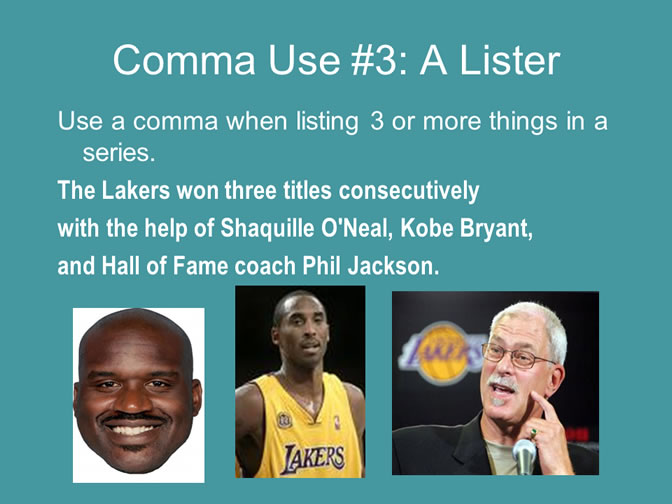 Comma Use #3: A Lister
Use a comma when listing 3 or more things in a
series.
The Lakers won three titles consecutively
with the help of Shaquille O'Neal, Kobe Bryant,
and Hall of Fame coach Phil Jackson.
LAKERS
LAKERS